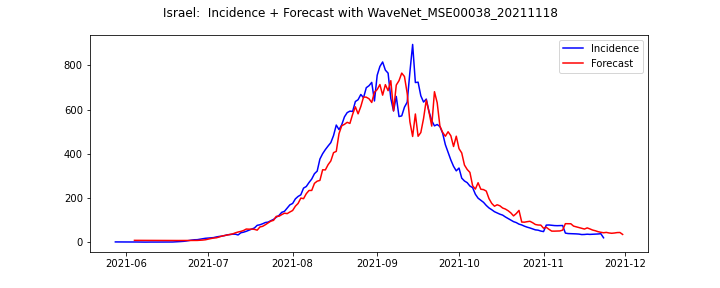 Israel:  Incidence + Forecast with WaveNet_MSE00038_20211118
Incidence
Forecast
800
600
400
200
0
2021-06 2021-07 2021-08 2021-09 2021-10 2021-11 2021-12